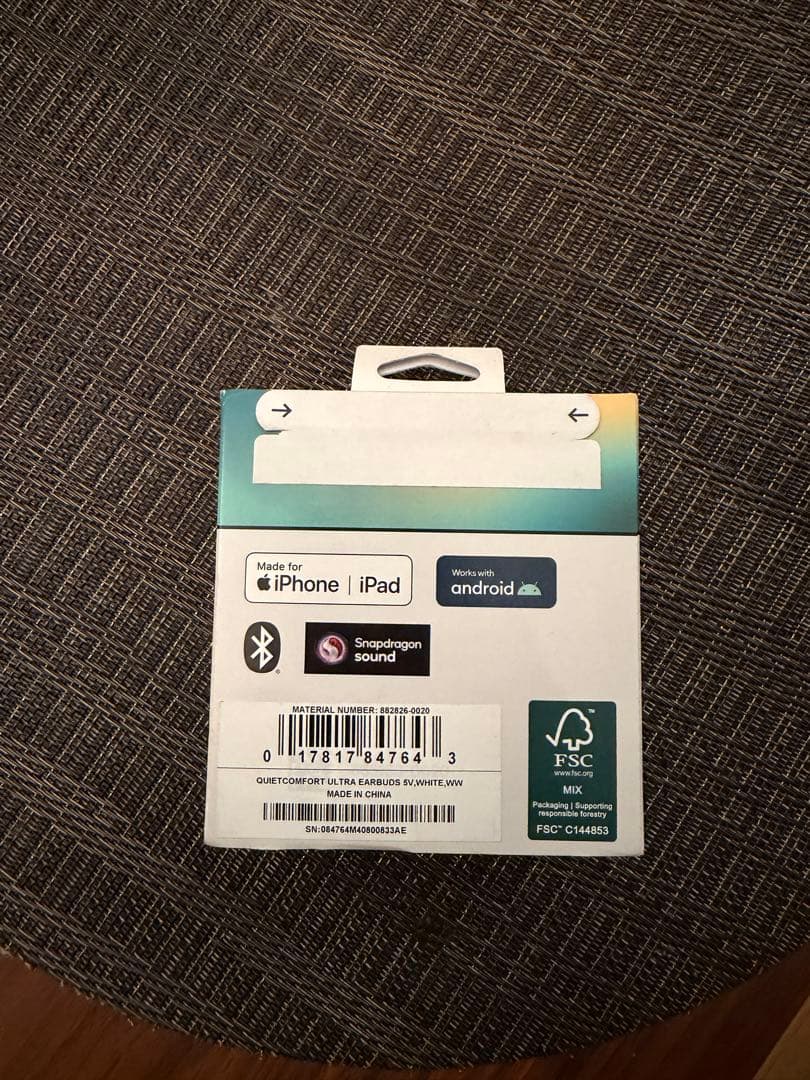 → ←
Made for
iPhone | iPad
Works with
android
Snapdragon
sound
MATERIAL NUMBER: 882826-0020
0 17817 84764 3
QUIETCOMFORT ULTRA EARBUDS 5V,WHITE,WW
MADE IN CHINA
SN:084764M40800833AE
™
FSC
www.fsc.org
MIX
Packaging | Supporting
responsible forestry
FSC™ C144853